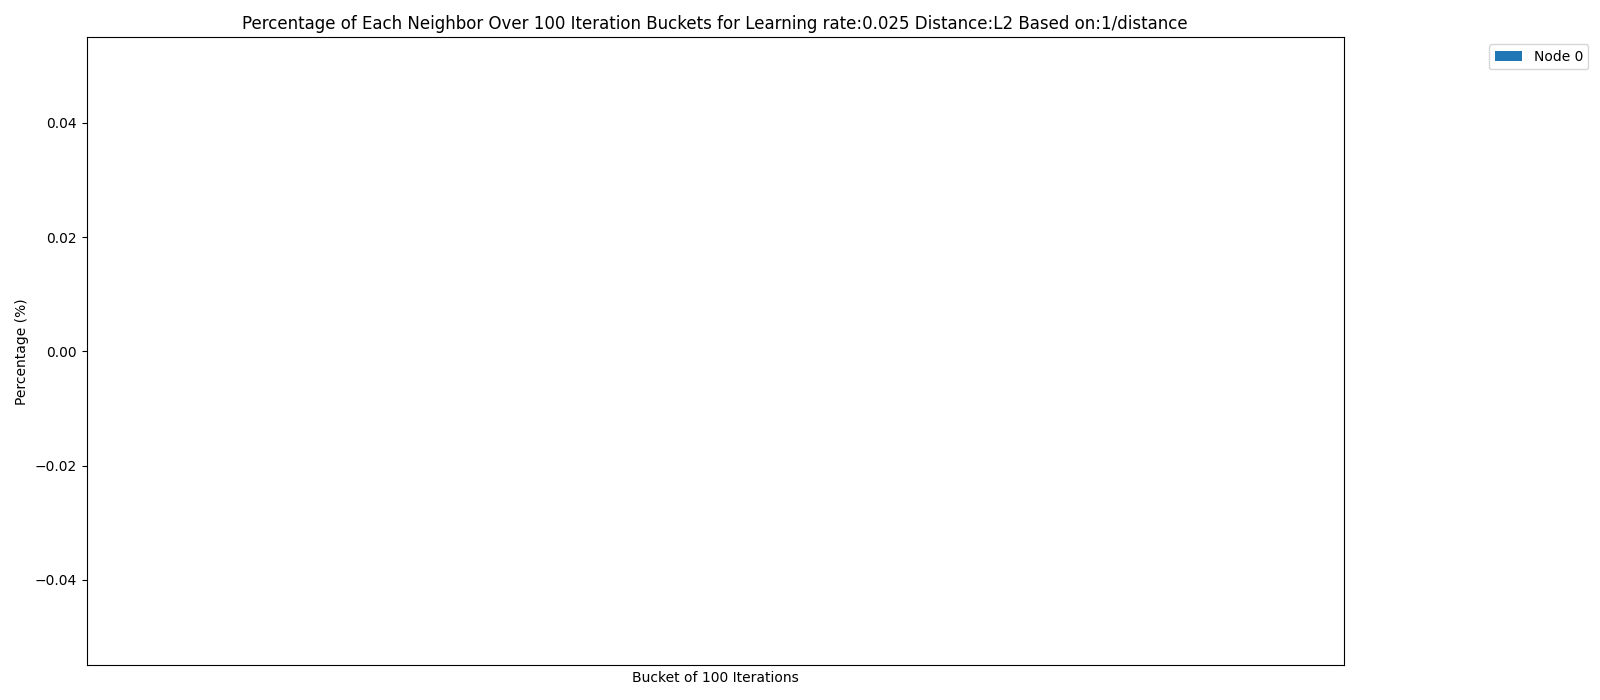 Percentage of Each Neighbor Over 100 Iteration Buckets for Learning rate:0.025 Distance:L2 Based on:1/distance
Node 0
0.04
0.02
0.00
−0.02
−0.04
Percentage (%)
Bucket of 100 Iterations